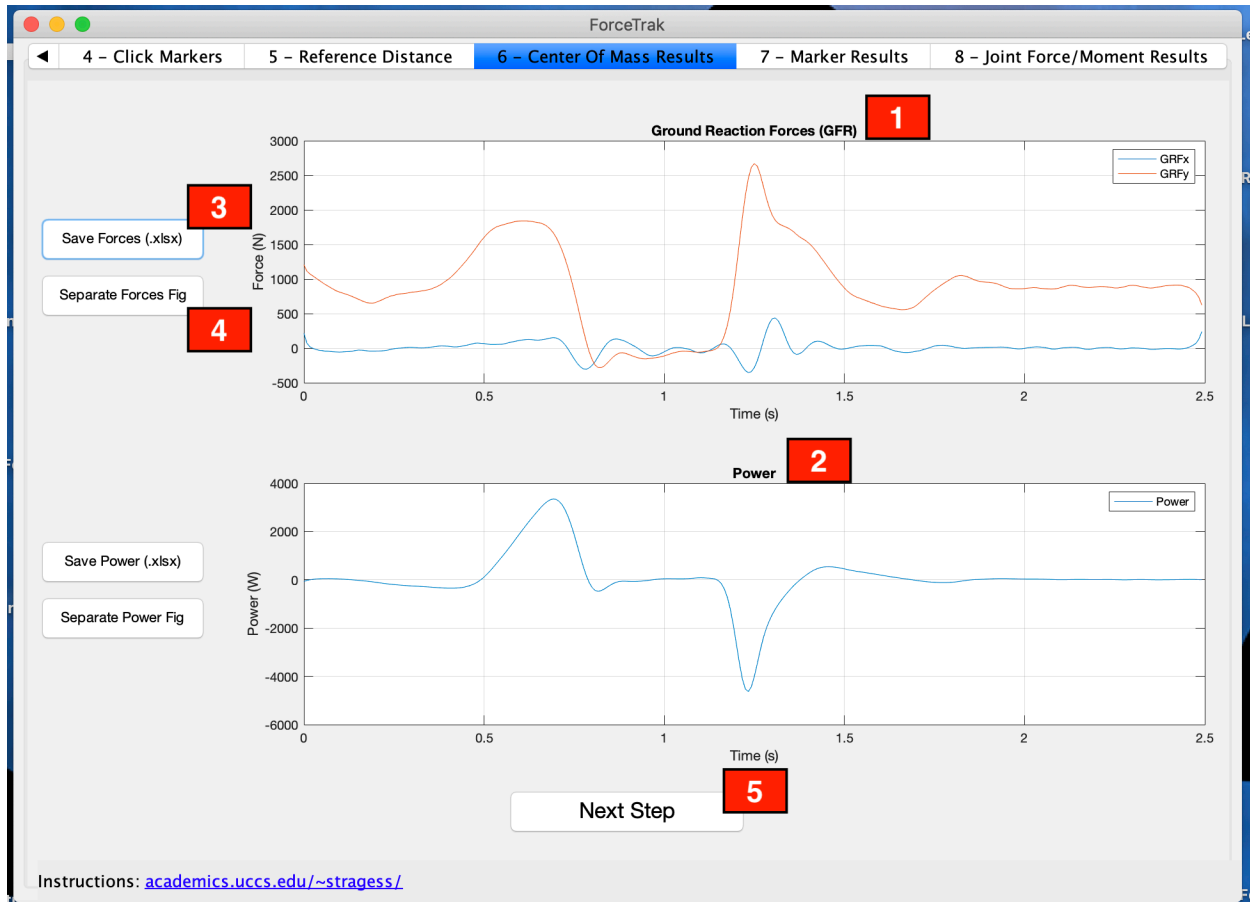 ForceTrak
◀ 4 – Click Markers 5 – Reference Distance 6 – Center Of Mass Results 7 – Marker Results 8 – Joint Force/Moment Results
1
Ground Reaction Forces (GFR)
3000
2500
2000
1500
1000
500
0
-500
Force (N)
GRFx
GRFy
0 0.5 1 1.5 2 2.5
Time (s)
3
Save Forces (.xlsx)
Separate Forces Fig
4
2
Power
4000
2000
0
-2000
-4000
-6000
Power (W)
Power
0 0.5 1 1.5 2 2.5
Time (s)
Save Power (.xlsx)
Separate Power Fig
5
Next Step
Instructions: academics.uccs.edu/~stragess/